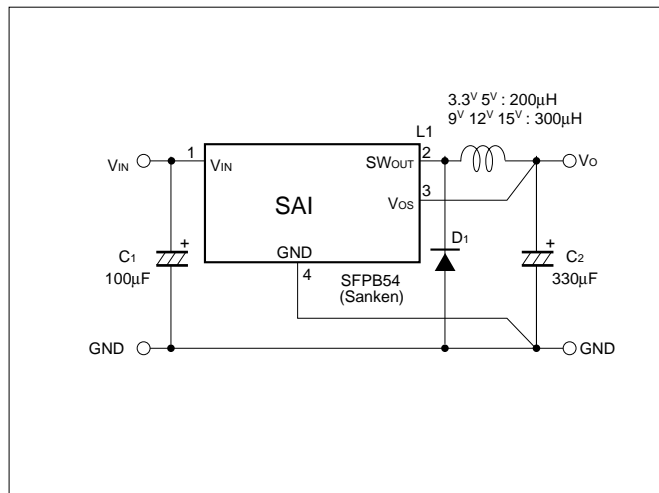 3.3V 5V : 200μH
9V 12V 15V : 300μH
L1
1
2
VIN
VIN
SWOUT
VO
3
SAI
VOS
D1
C1
+
100μF
GND
4
SFPB54
(Sanken)
+
C2
330μF
GND
GND